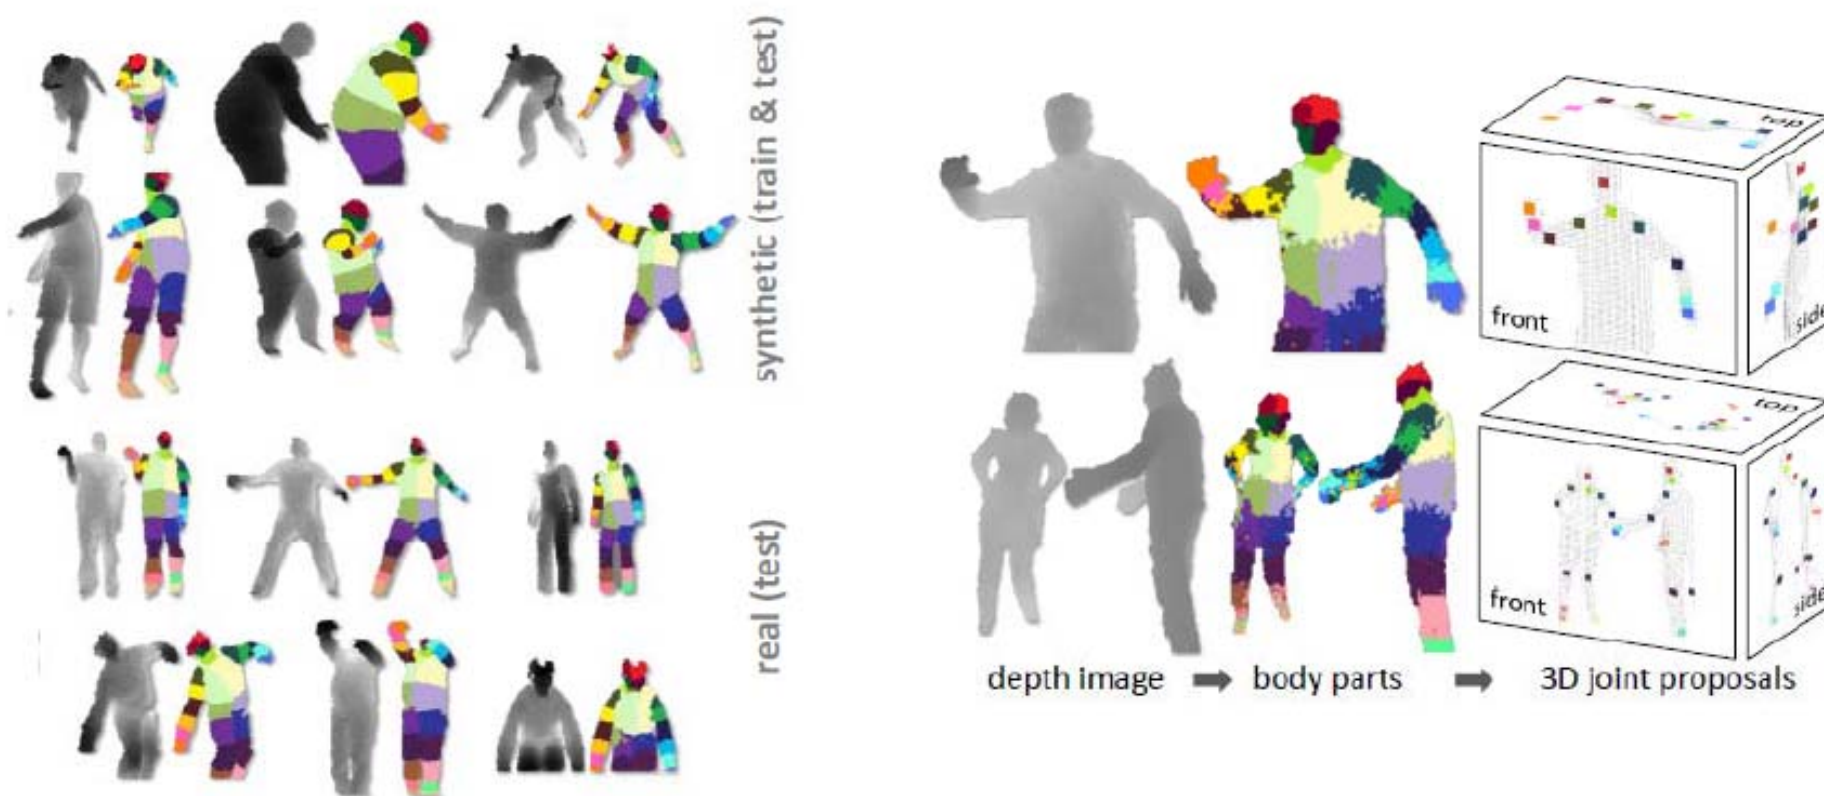 synthetic (train & test)
real (test)
top
front
side
top
front
side
depth image
body parts
3D joint proposals